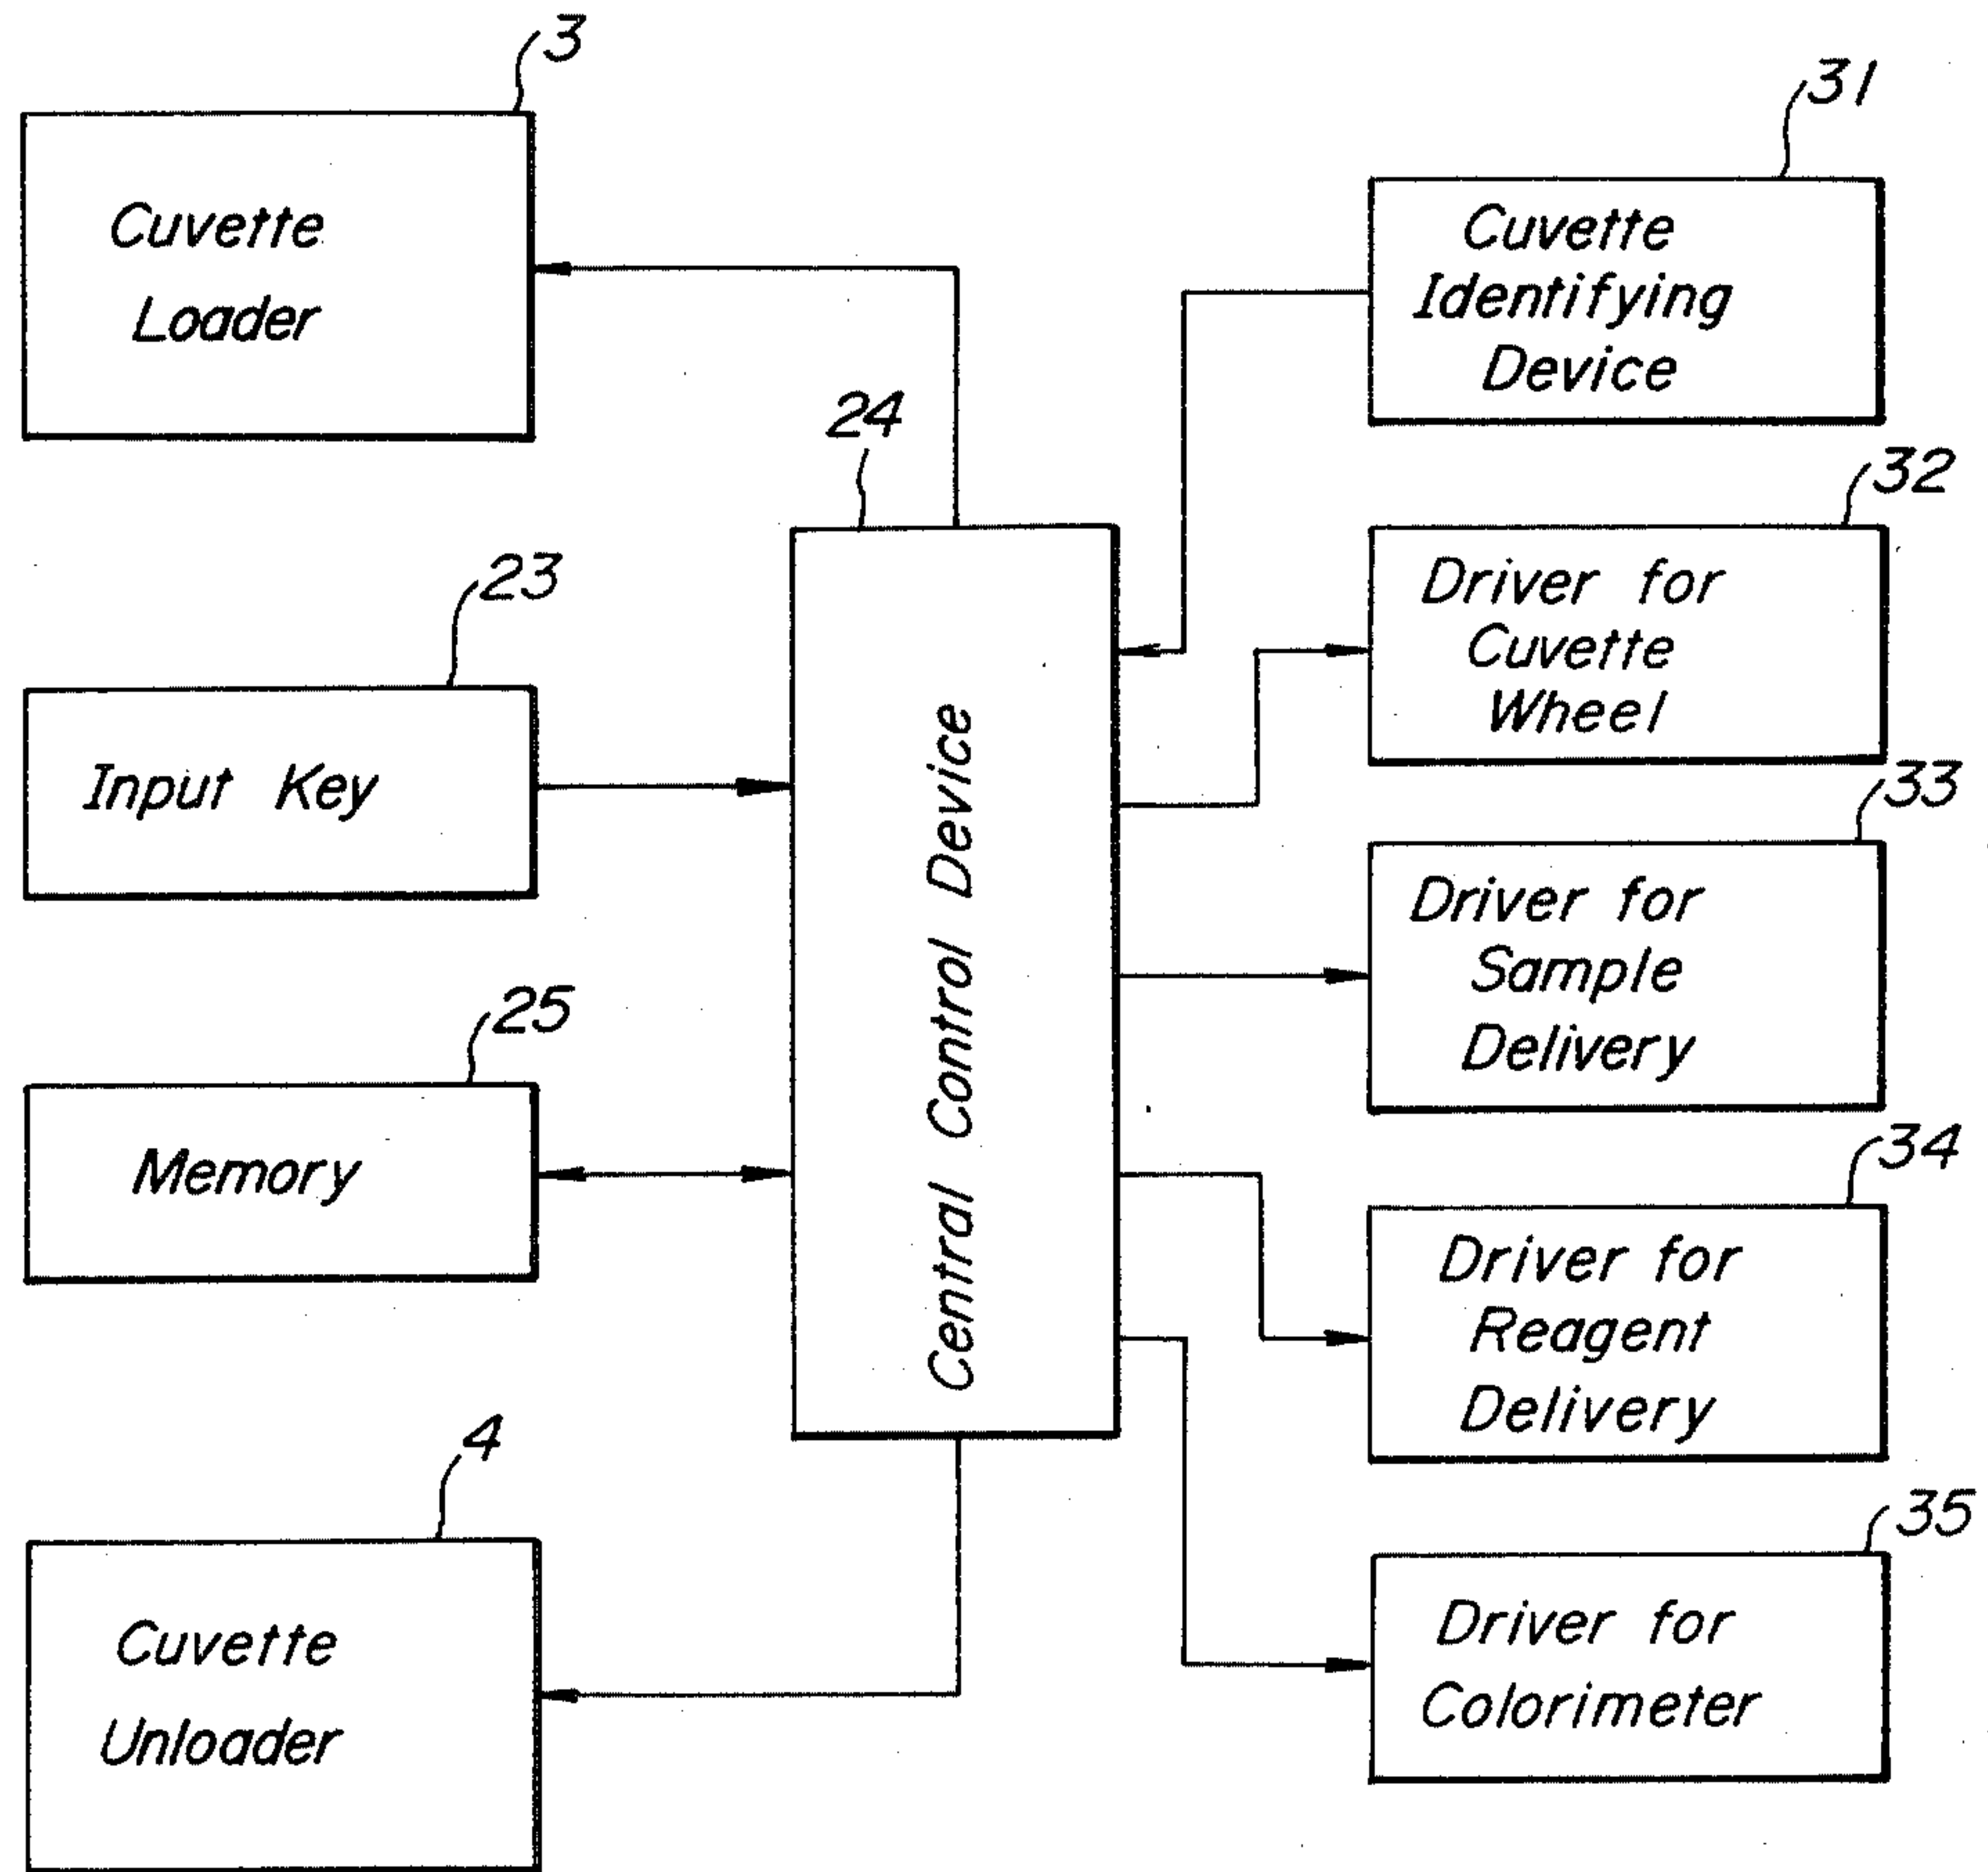 3
Cuvette
Loader
23
Input Key
25
Memory
4
Cuvette
Unloader
24
Central Control Device
31
Cuvette
Identifying
Device
32
Driver for
Cuvette
Wheel
33
Driver for
Sample
Delivery
34
Driver for
Reagent
Delivery
35
Driver for
Colorimeter